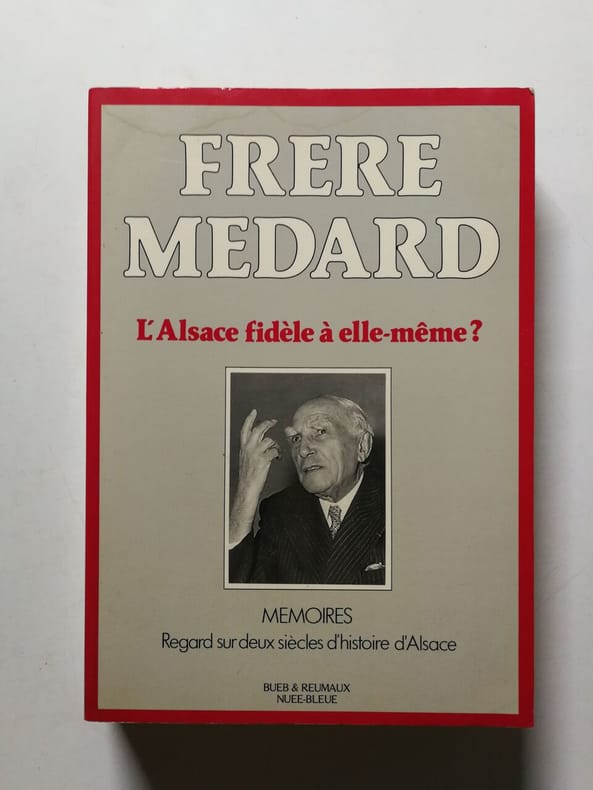 FRERE
MEDARD
L'Alsace fidèle à elle-même?
MEMOIRES
Regard sur deux siècles d'histoire d'Alsace
BUEB & REUMAUX
NUEE-BLEUE